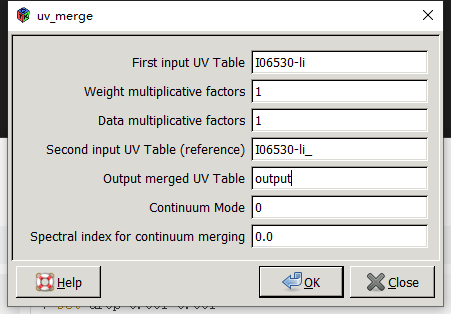 uv_merge
First input UV Table I06530-li
Weight multiplicative factors 1
Data multiplicative factors 1
Second input UV Table (reference) I06530-li_
Output merged UV Table output
Continuum Mode 0
Spectral index for continuum merging 0.0
Help OK Close